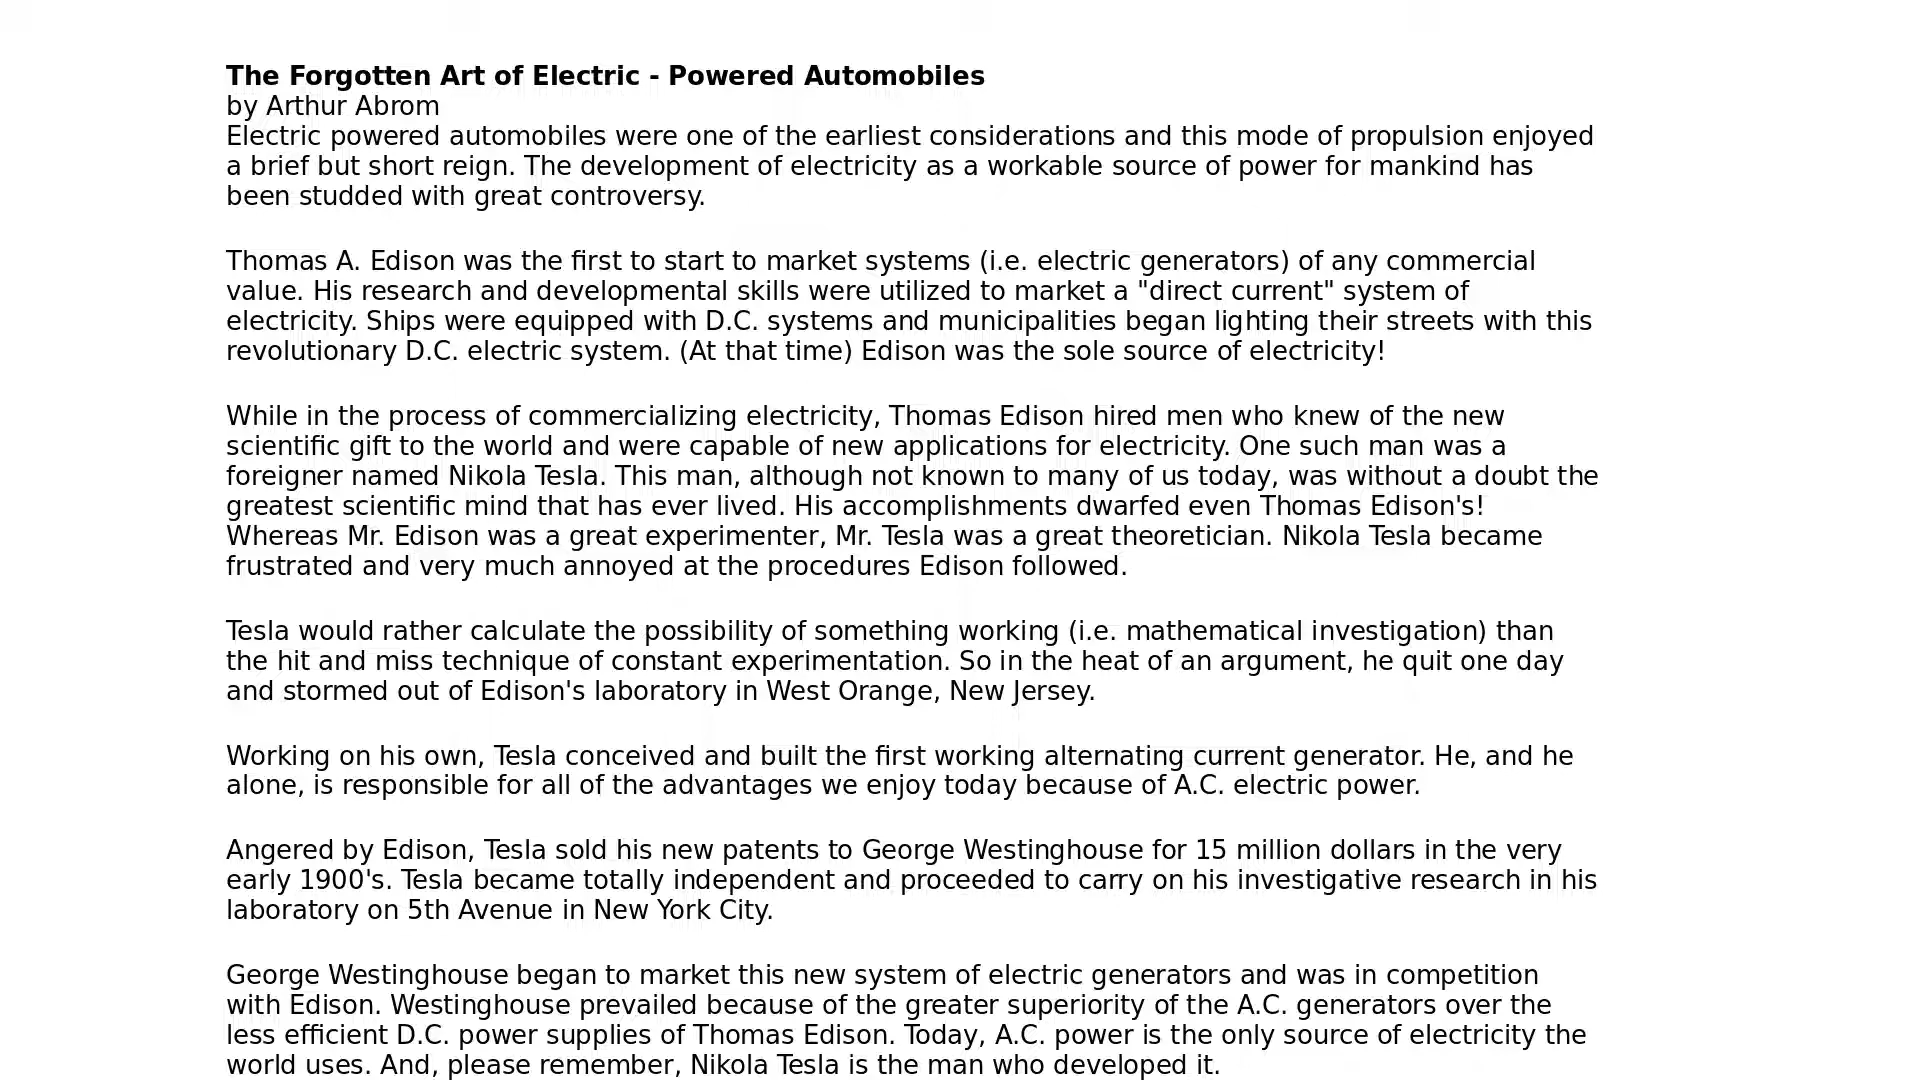 The Forgotten Art of Electric - Powered Automobiles
by Arthur Abrom
Electric powered automobiles were one of the earliest considerations and this mode of propulsion enjoyed
a brief but short reign. The development of electricity as a workable source of power for mankind has
been studded with great controversy.
Thomas A. Edison was the first to start to market systems (i.e. electric generators) of any commercial
value. His research and developmental skills were utilized to market a "direct current" system of
electricity. Ships were equipped with D.C. systems and municipalities began lighting their streets with this
revolutionary D.C. electric system. (At that time) Edison was the sole source of electricity!
While in the process of commercializing electricity, Thomas Edison hired men who knew of the new
scientific gift to the world and were capable of new applications for electricity. One such man was a
foreigner named Nikola Tesla. This man, although not known to many of us today, was without a doubt the
greatest scientific mind that has ever lived. His accomplishments dwarfed even Thomas Edison's!
Whereas Mr. Edison was a great experimenter, Mr. Tesla was a great theoretician. Nikola Tesla became
frustrated and very much annoyed at the procedures Edison followed.
Tesla would rather calculate the possibility of something working (i.e. mathematical investigation) than
the hit and miss technique of constant experimentation. So in the heat of an argument, he quit one day
and stormed out of Edison's laboratory in West Orange, New Jersey.
Working on his own, Tesla conceived and built the first working alternating current generator. He, and he
alone, is responsible for all of the advantages we enjoy today because of A.C. electric power.
Angered by Edison, Tesla sold his new patents to George Westinghouse for 15 million dollars in the very
early 1900's. Tesla became totally independent and proceeded to carry on his investigative research in his
laboratory on 5th Avenue in New York City.
George Westinghouse began to market this new system of electric generators and was in competition
with Edison. Westinghouse prevailed because of the greater superiority of the A.C. generators over the
less efficient D.C. power supplies of Thomas Edison. Today, A.C. power is the only source of electricity the
world uses. And, please remember, Nikola Tesla is the man who developed it.